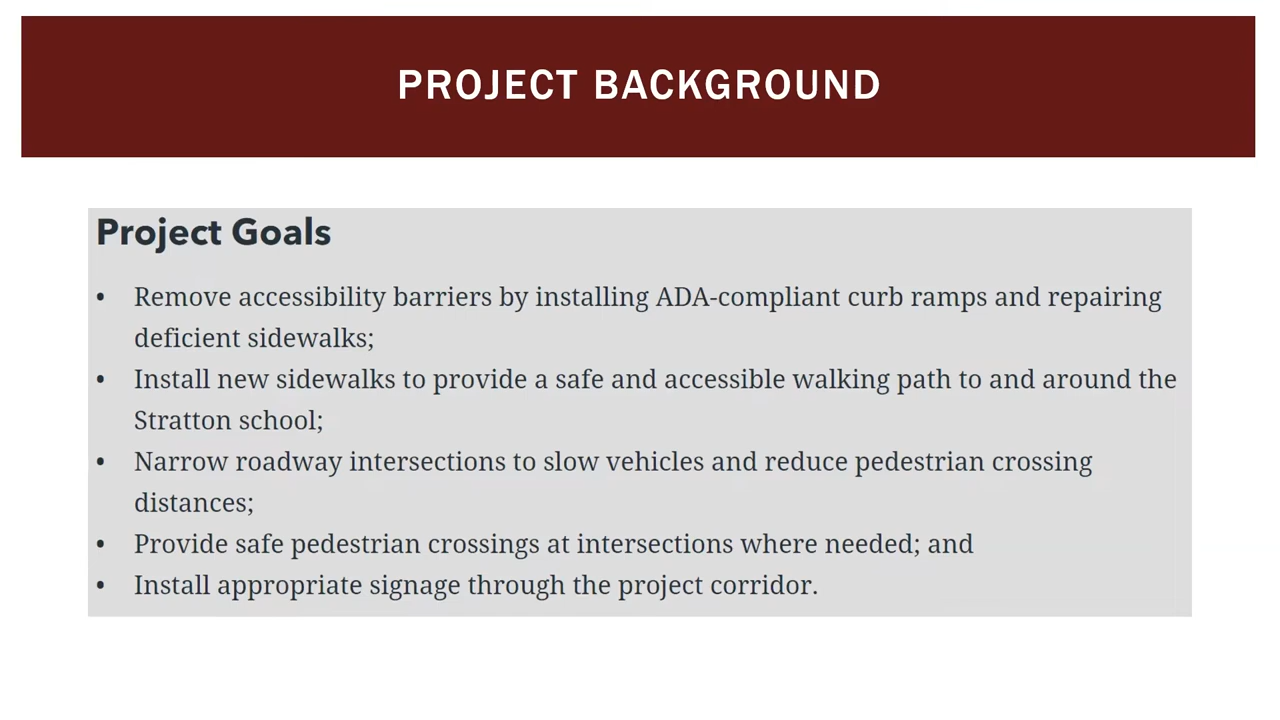 PROJECT BACKGROUND
Project Goals
• Remove accessibility barriers by installing ADA-compliant curb ramps and repairing
deficient sidewalks;
• Install new sidewalks to provide a safe and accessible walking path to and around the
Stratton school;
• Narrow roadway intersections to slow vehicles and reduce pedestrian crossing
distances;
• Provide safe pedestrian crossings at intersections where needed; and
• Install appropriate signage through the project corridor.